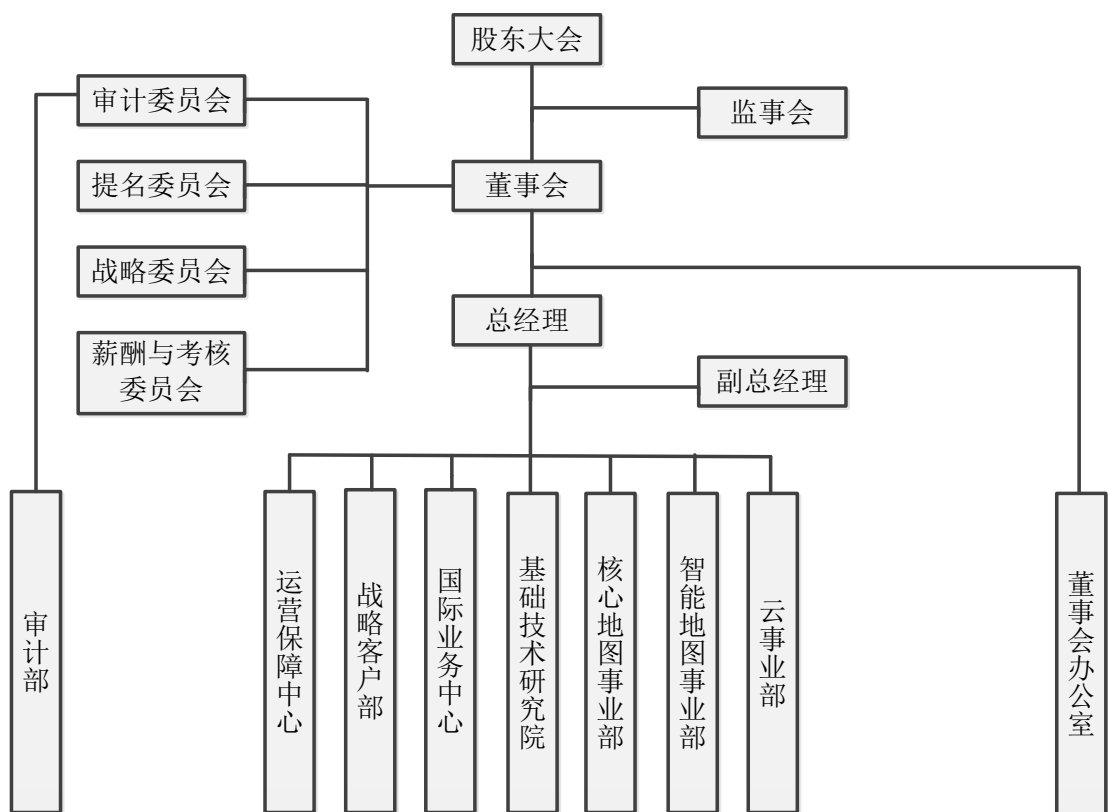 股东大会
审计委员会
监事会
提名委员会
董事会
战略委员会
总经理
薪酬与考核
委员会
副总经理
审计部
运营保障中心
战略客户部
国际业务中心
基础技术研究院
核心地图事业部
智能地图事业部
云事业部
董事会办公室